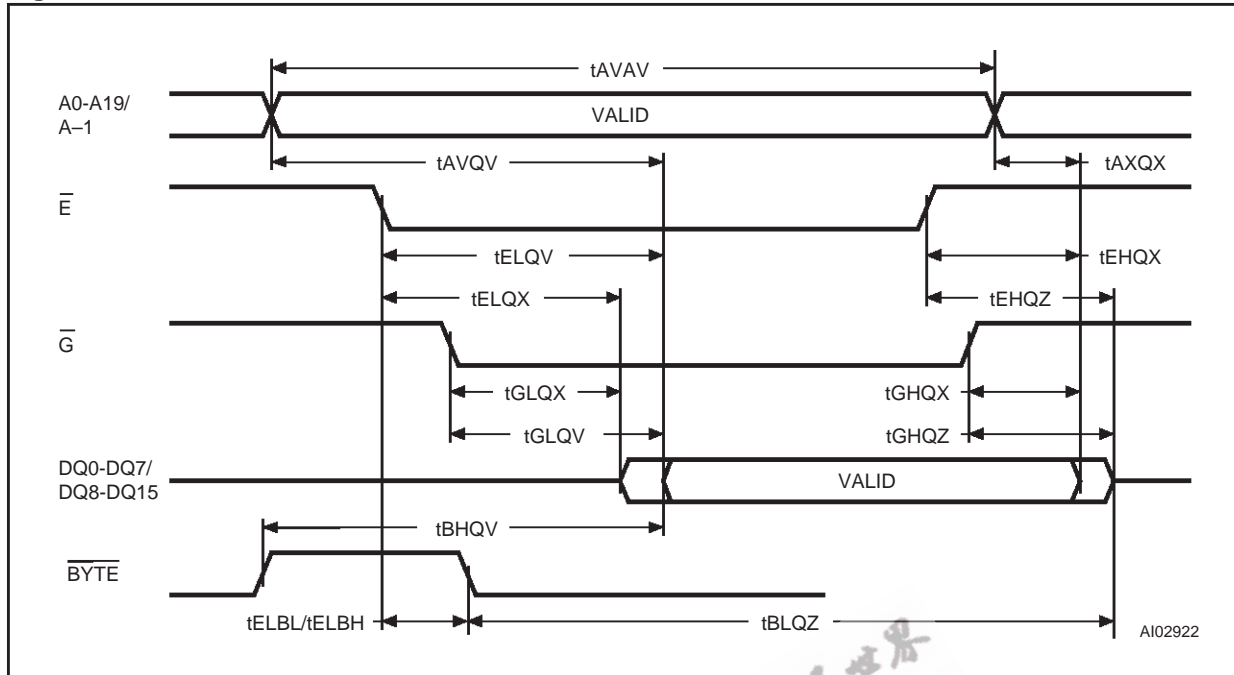 tAVAV
A0-A19/
A–1
VALID
tAVQV
tAXQX
E
tELQV
tEHQX
tELQX
tEHQZ
G
tGLQX
tGHQX
tGLQV
tGHQZ
DQ0-DQ7/
DQ8-DQ15
VALID
tBHQV
BYTE
tELBL/tELBH
tBLQZ
AI02922
界